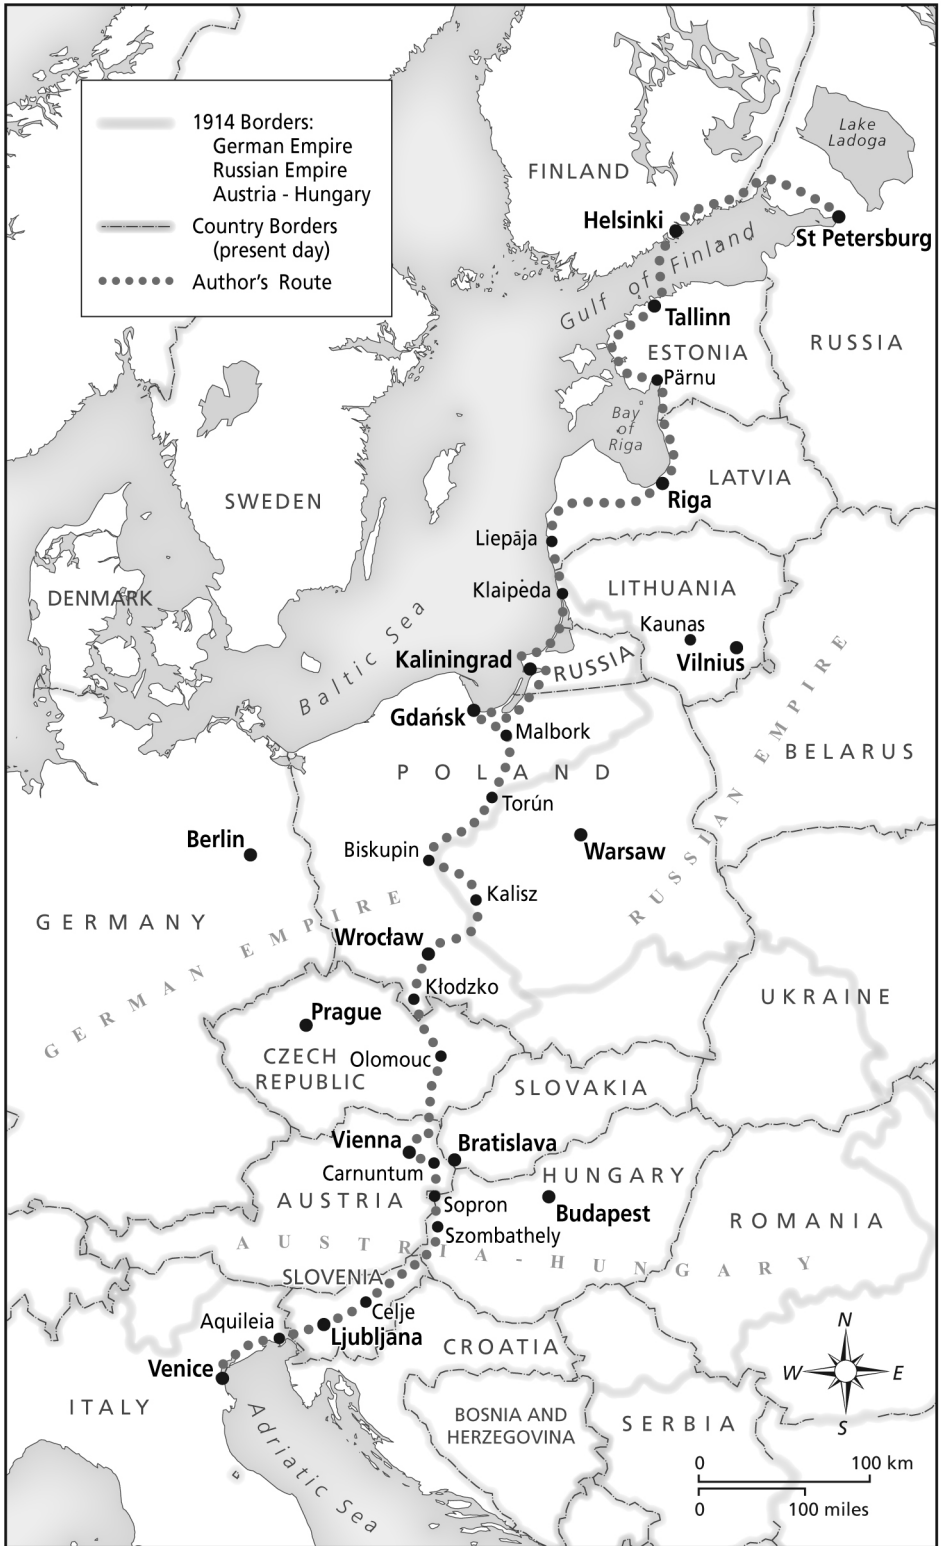 1914 Borders:
German Empire
Russian Empire
Austria - Hungary
Country Borders
(present day)
Author's Route
Lake
Ladoga
FINLAND
Helsinki
St Petersburg
Gulf of Finland
Tallinn
ESTONIA
RUSSIA
Pärnu
Bay
of
Riga
LATVIA
Riga
SWEDEN
Liepāja
DENMARK
Klaipėda
LITHUANIA
Kaunas
Vilnius
Baltic Sea
Kaliningrad
RUSSIA
Gdańsk
Malbork
BELARUS
POLAND
Torún
RUSSIAN EMPIRE
Berlin
Biskupin
Warsaw
Kalisz
GERMANY
GERMAN EMPIRE
Wrocław
Kłodzko
UKRAINE
Prague
CZECH
REPUBLIC
Olomouc
SLOVAKIA
Vienna
Bratislava
Carnuntum
HUNGARY
AUSTRIA
Sopron
Budapest
Szombathely
ROMANIA
AUSTRIA-HUNGARY
SLOVENIA
Celje
Aquileia
Ljubljana
CROATIA
Venice
ITALY
Adriatic Sea
BOSNIA AND
HERZEGOVINA
SERBIA
N
W E
S
0 100 km
0 100 miles